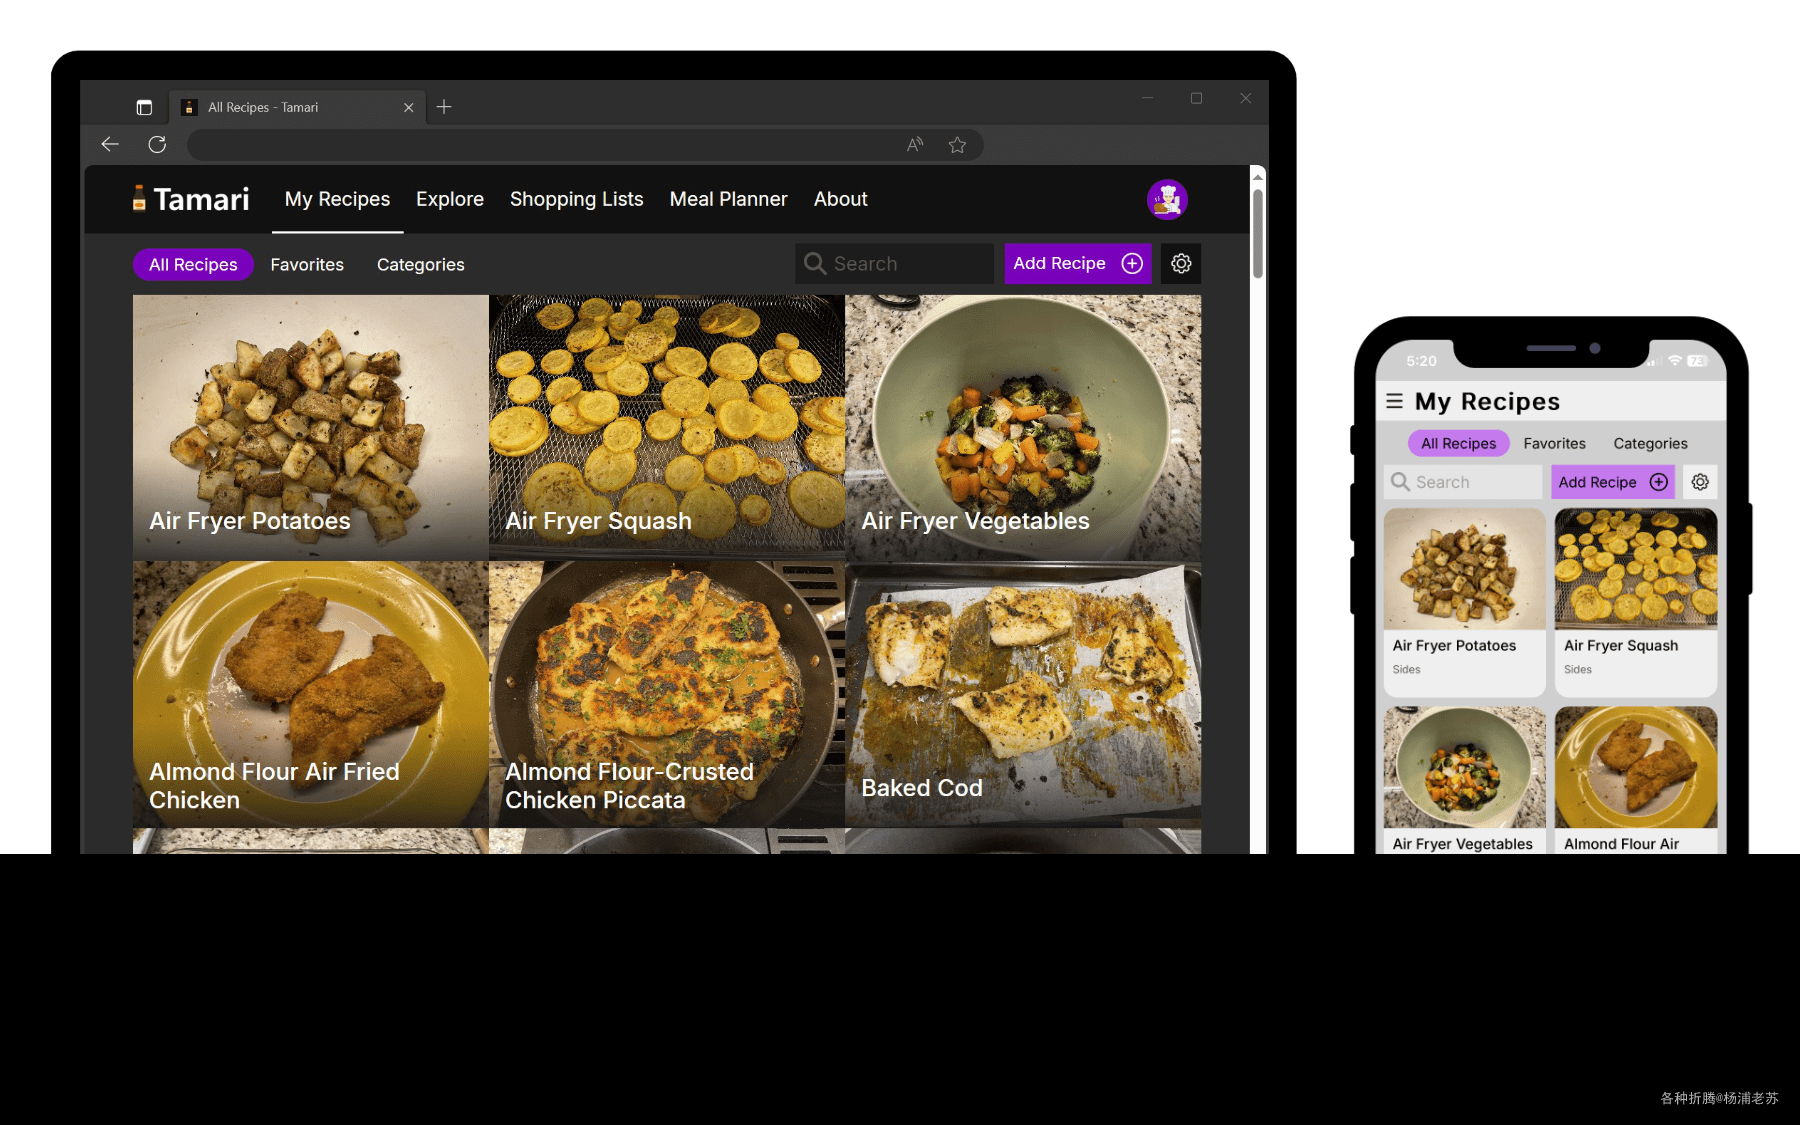 All Recipes - Tamari
Tamari
My Recipes
Explore
Shopping Lists
Meal Planner
About
All Recipes
Favorites
Categories
Search
Add Recipe
Air Fryer Potatoes
Air Fryer Squash
Air Fryer Vegetables
Almond Flour Air Fried
Chicken
Almond Flour-Crusted
Chicken Piccata
Baked Cod
5:20
73
My Recipes
All Recipes
Favorites
Categories
Search
Add Recipe
Air Fryer Potatoes
Sides
Air Fryer Squash
Sides
Air Fryer Vegetables
Almond Flour Air
各种折腾@杨浦老苏